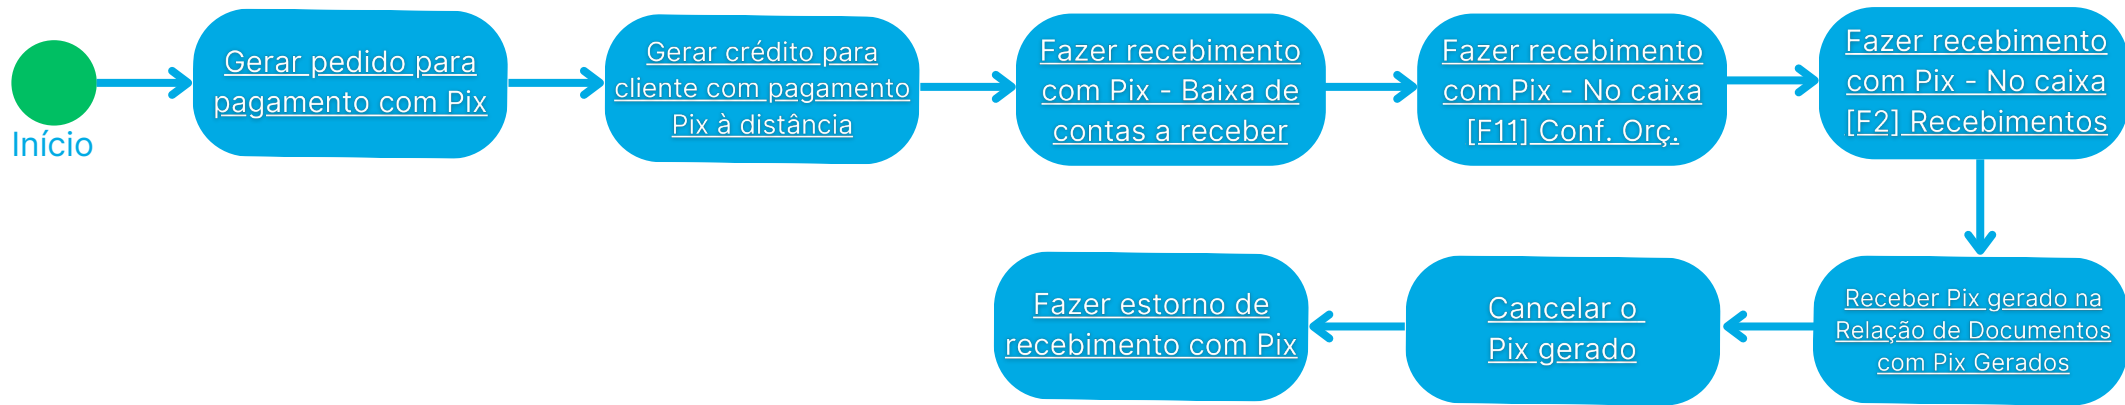 Início
Gerar pedido para
pagamento com Pix
Gerar crédito para
cliente com pagamento
Pix à distância
Fazer recebimento
com Pix - Baixa de
contas a receber
Fazer recebimento
com Pix - No caixa
[F11] Conf. Orç.
Fazer recebimento
com Pix - No caixa
[F2] Recebimentos
Receber Pix gerado na
Relação de Documentos
com Pix Gerados
Cancelar o
Pix gerado
Fazer estorno de
recebimento com Pix